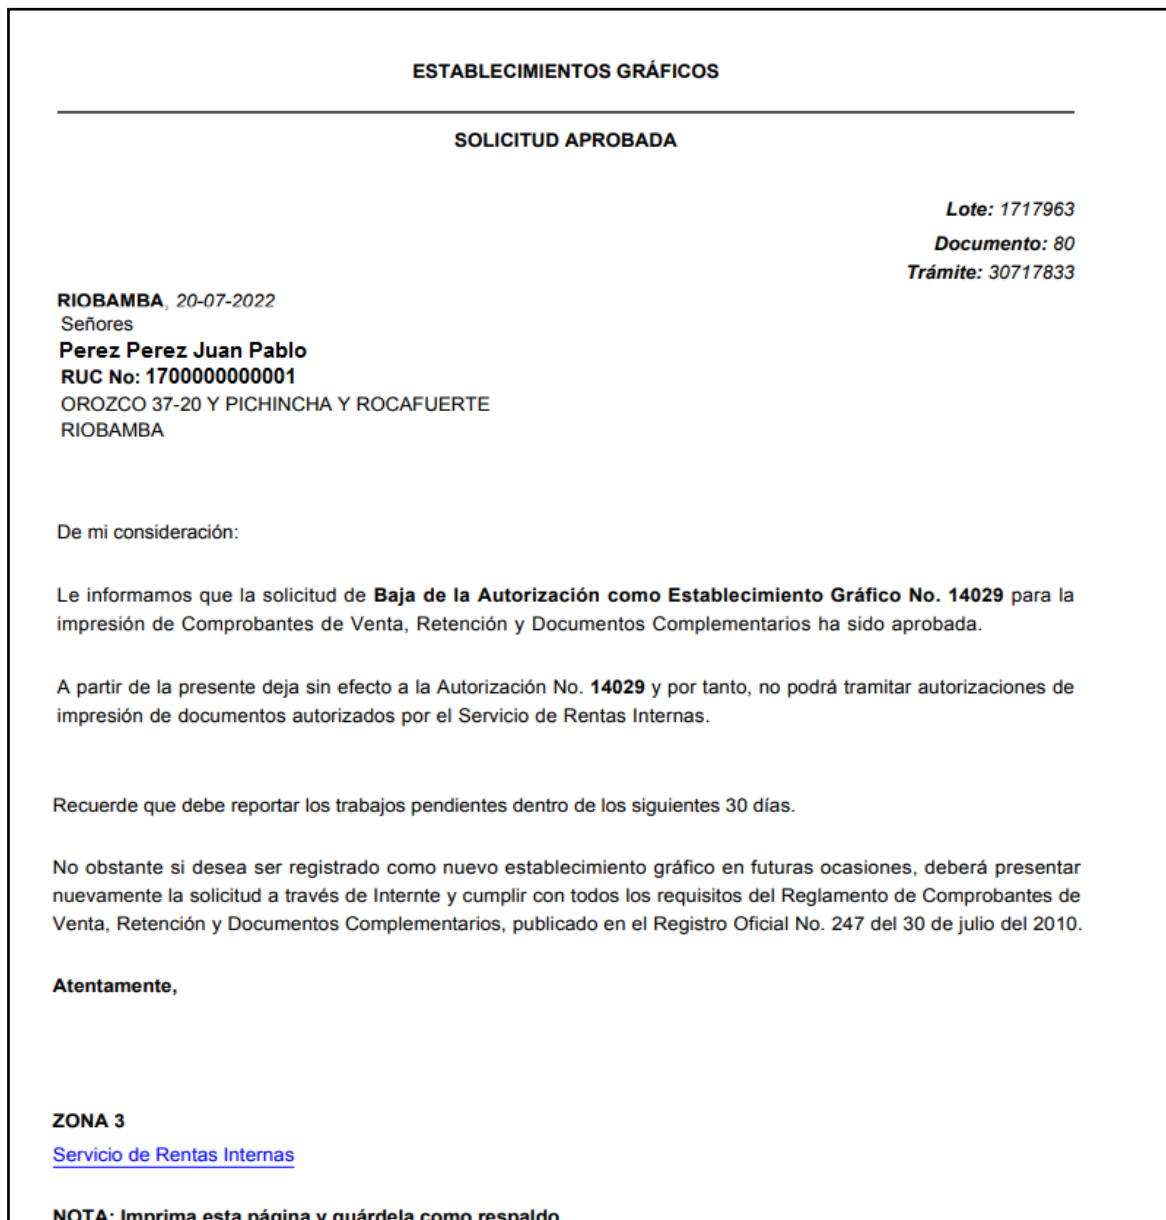 ESTABLECIMIENTOS GRÁFICOS
SOLICITUD APROBADA
Lote: 1717963
Documento: 80
Trámite: 30717833
RIOBAMBA, 20-07-2022
Señores
Perez Perez Juan Pablo
RUC No: 1700000000001
OROZCO 37-20 Y PICHINCHA Y ROCAFUERTE
RIOBAMBA
De mi consideración:
Le informamos que la solicitud de Baja de la Autorización como Establecimiento Gráfico No. 14029 para la
impresión de Comprobantes de Venta, Retención y Documentos Complementarios ha sido aprobada.
A partir de la presente deja sin efecto a la Autorización No. 14029 y por tanto, no podrá tramitar autorizaciones de
impresión de documentos autorizados por el Servicio de Rentas Internas.
Recuerde que debe reportar los trabajos pendientes dentro de los siguientes 30 días.
No obstante si desea ser registrado como nuevo establecimiento gráfico en futuras ocasiones, deberá presentar
nuevamente la solicitud a través de Internte y cumplir con todos los requisitos del Reglamento de Comprobantes de
Venta, Retención y Documentos Complementarios, publicado en el Registro Oficial No. 247 del 30 de julio del 2010.
Atentamente,
ZONA 3
Servicio de Rentas Internas
NOTA: Imprima esta página y guárdela como respaldo